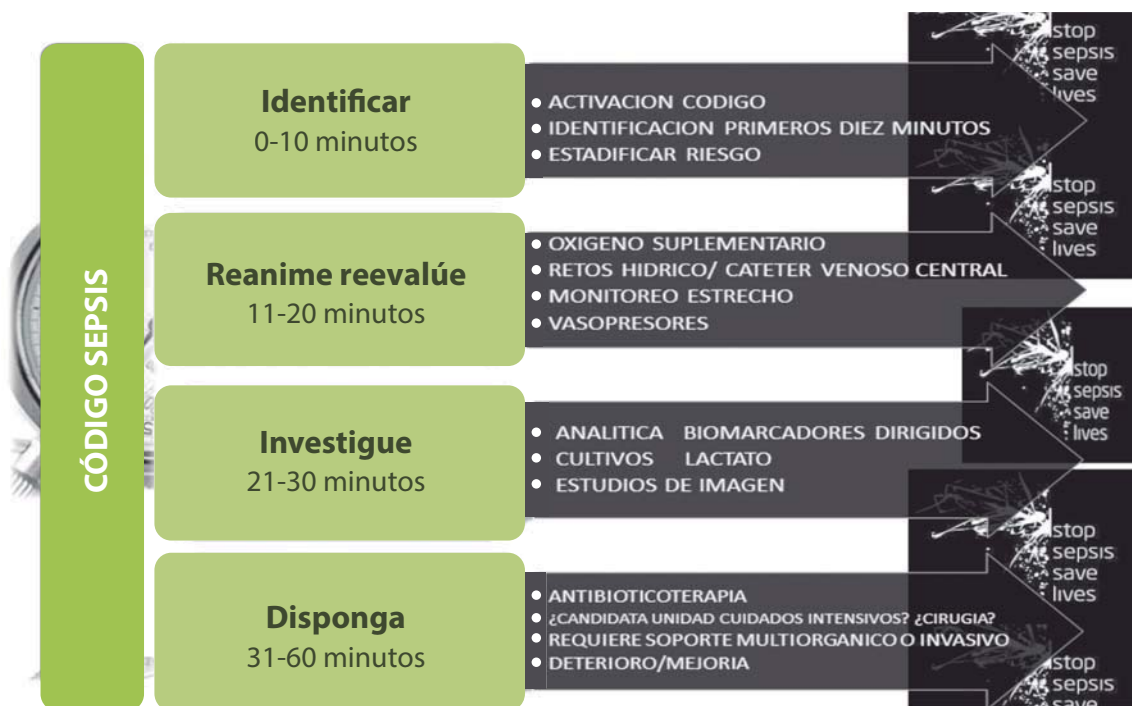 CÓDIGO SEPSIS
Identificar
0-10 minutos
• ACTIVACION CODIGO
• IDENTIFICACION PRIMEROS DIEZ MINUTOS
• ESTADIFICAR RIESGO
stop
sepsis
save
lives
Reanime reevalúe
11-20 minutos
• OXIGENO SUPLEMENTARIO
• RETOS HIDRICO/ CATETER VENOSO CENTRAL
• MONITOREO ESTRECHO
• VASOPRESORES
stop
sepsis
save
lives
Investigue
21-30 minutos
• ANALITICA BIOMARCADORES DIRIGIDOS
• CULTIVOS LACTATO
• ESTUDIOS DE IMAGEN
stop
sepsis
save
lives
Disponga
31-60 minutos
• ANTIBIOTICOTERAPIA
• ¿CANDIDATA UNIDAD CUIDADOS INTENSIVOS? ¿CIRUGIA?
• REQUIERE SOPORTE MULTIORGANICO O INVASIVO
• DETERIORO/MEJORIA
stop
sepsis
save
lives
stop
sepsis
save